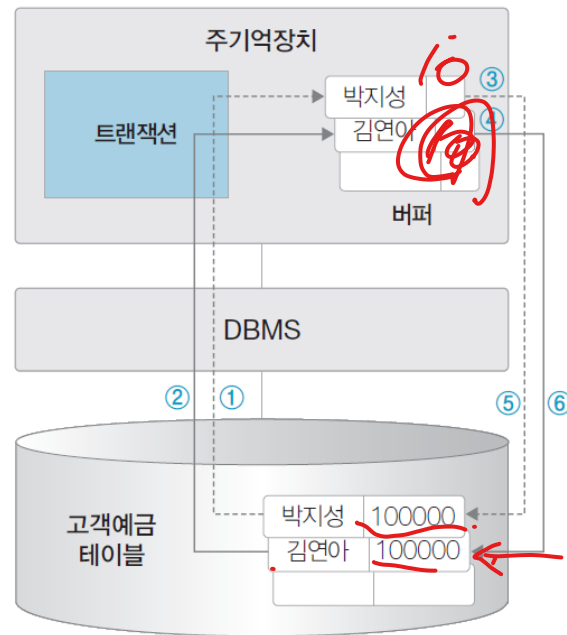 주기억장치
트랜잭션
박지성
③
김연아
④
버퍼
DBMS
②
①
⑤
⑥
고객예금
테이블
박지성 100000
김연아 100000